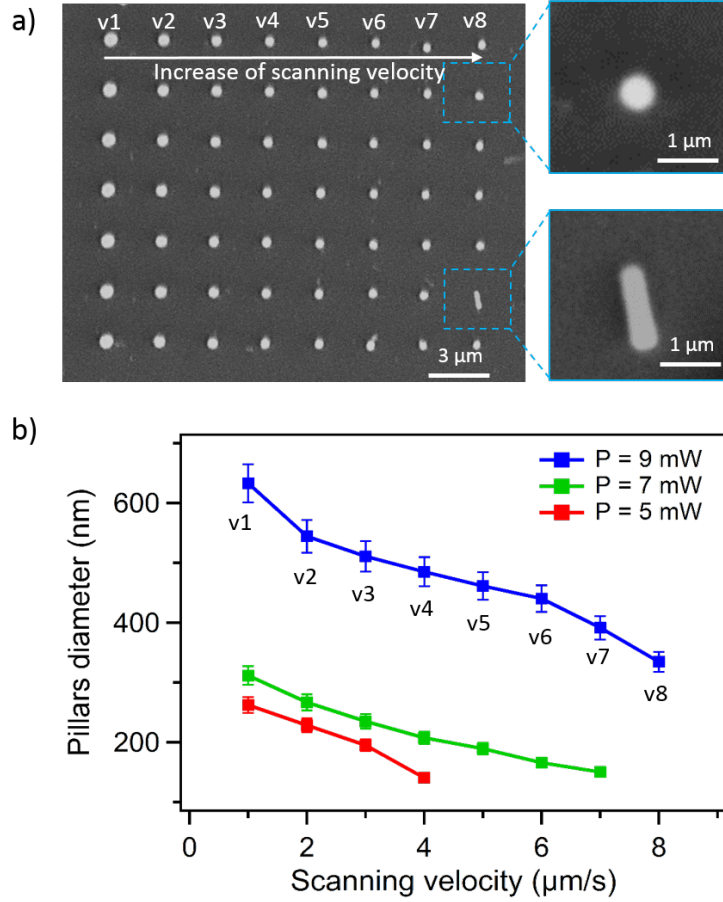 a)
v1 v2 v3 v4 v5 v6 v7 v8
Increase of scanning velocity
3 µm
1 µm
1 µm
b)
Pillars diameter (nm)
600
400
200
P = 9 mW
P = 7 mW
P = 5 mW
v1
v2
v3
v4
v5
v6
v7
v8
0 2 4 6 8
Scanning velocity (µm/s)